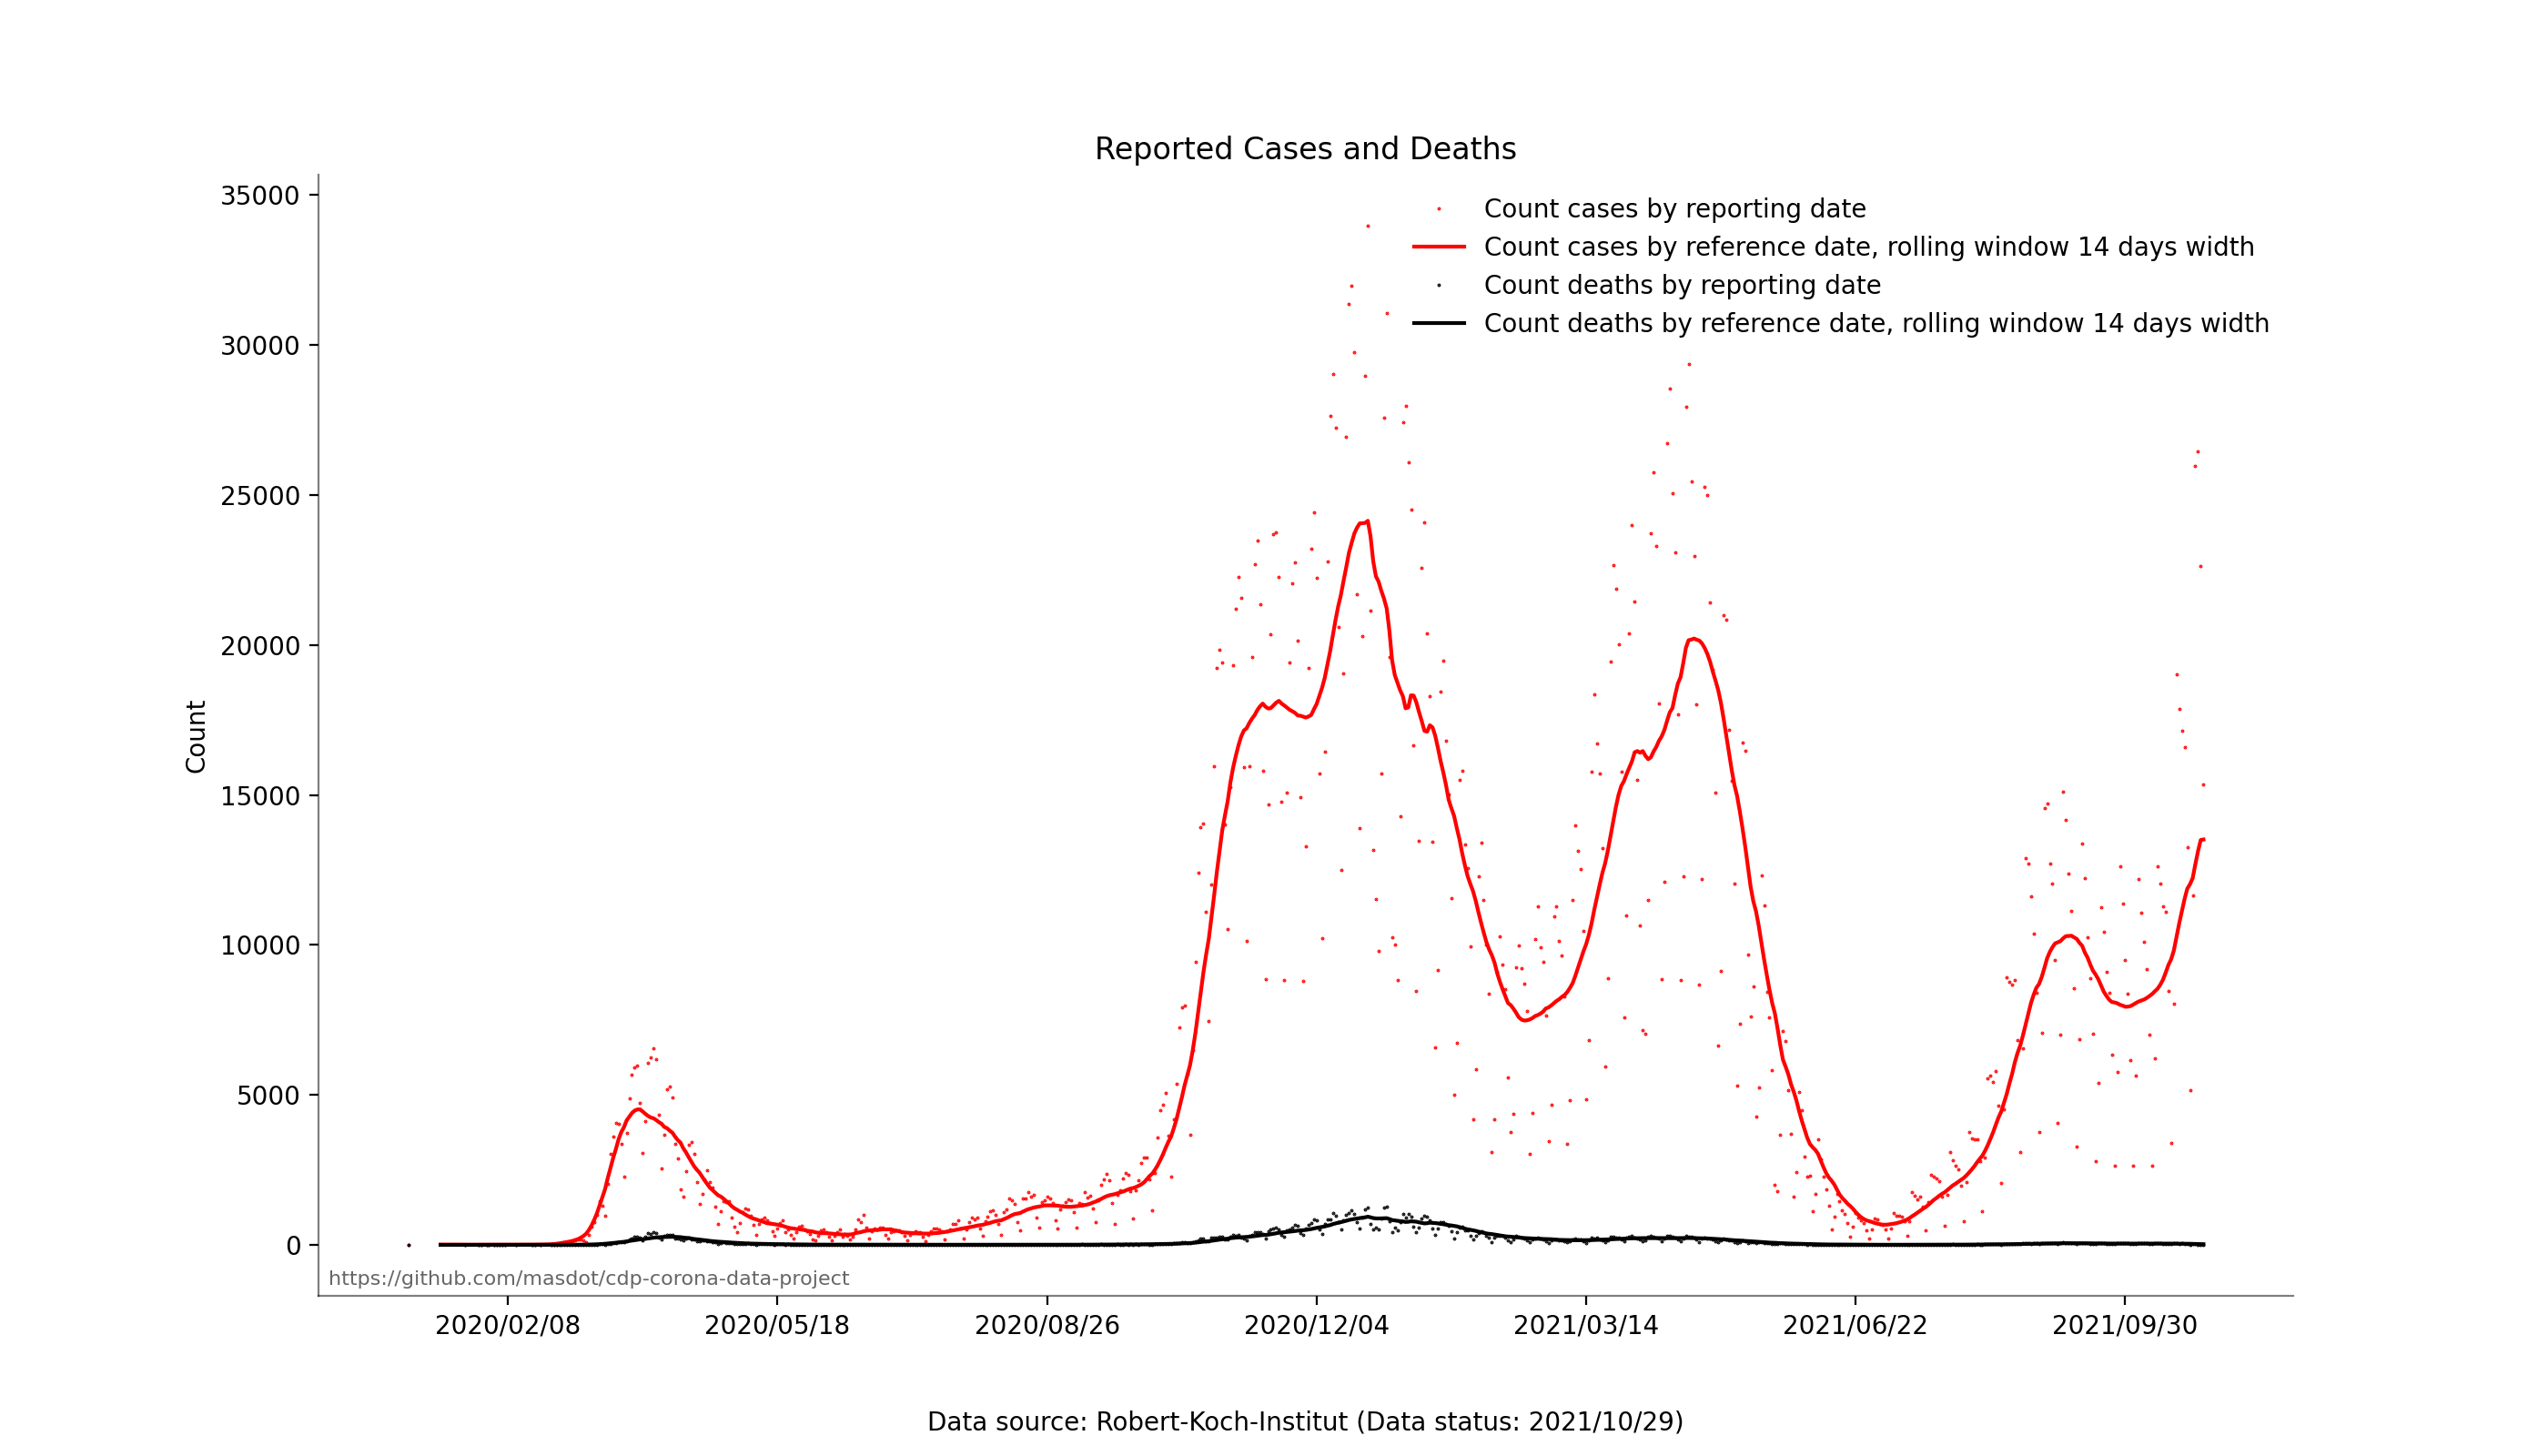 Reported Cases and Deaths
35000
30000
25000
20000
15000
10000
5000
0
Count
Count cases by reporting date
Count cases by reference date, rolling window 14 days width
Count deaths by reporting date
Count deaths by reference date, rolling window 14 days width
https://github.com/masdot/cdp-corona-data-project
2020/02/08 2020/05/18 2020/08/26 2020/12/04 2021/03/14 2021/06/22 2021/09/30
Data source: Robert-Koch-Institut (Data status: 2021/10/29)